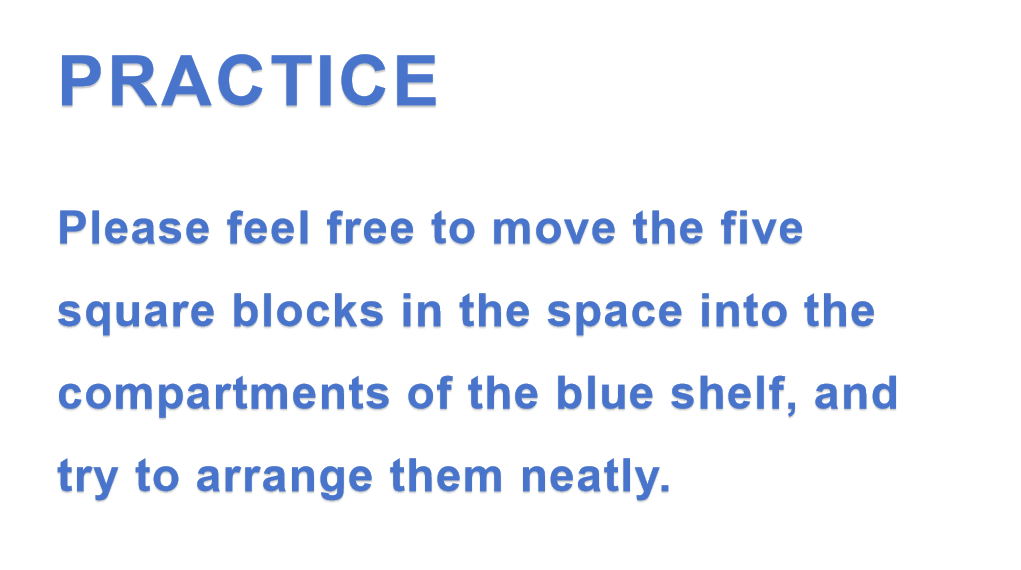 PRACTICE
Please feel free to move the five
square blocks in the space into the
compartments of the blue shelf, and
try to arrange them neatly.